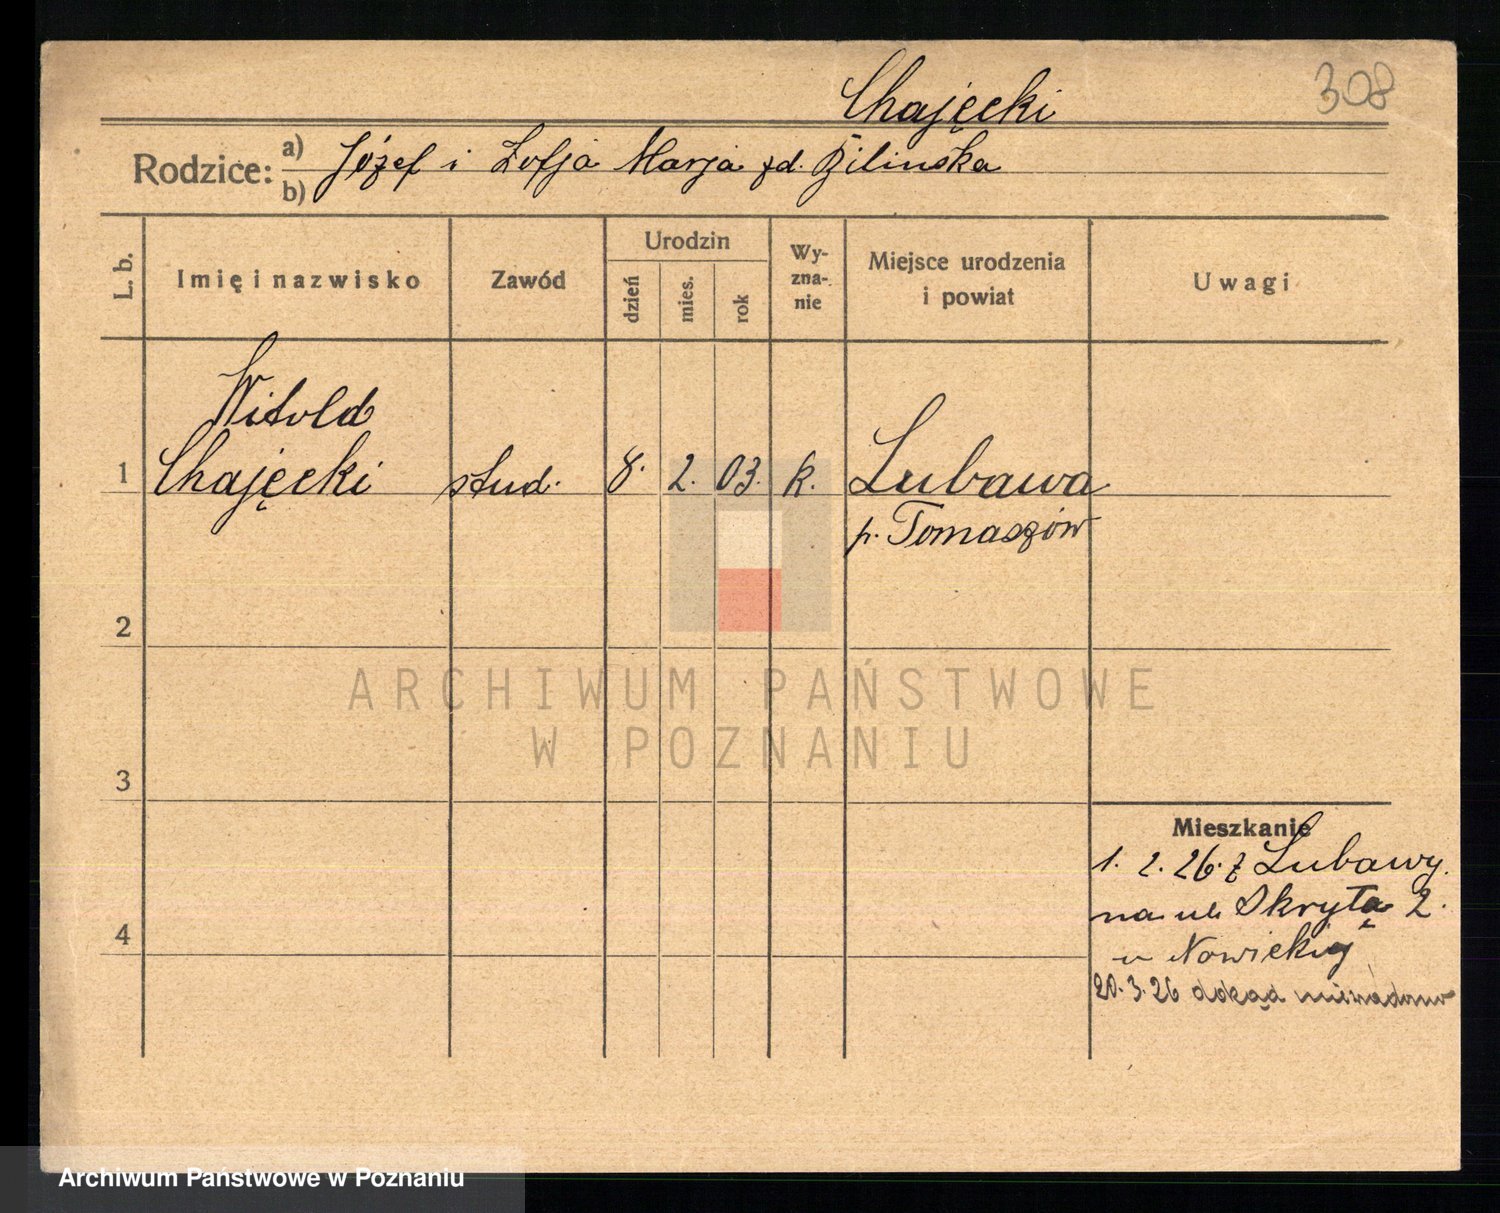 308
Chajęcki
Rodzice: a) Józef i Zofja Marja zd. Żilinska
b)
L. b.
Imię i nazwisko
Zawód
Urodzin
dzień
mies.
rok
Wy-
zna-
nie
Miejsce urodzenia
i powiat
Uwagi
Witold
1 Chajęcki stud. 8. 2. 03. k. Lubawa
p. Tomaszów
2
ARCHIWUM PAŃSTWOWE
W POZNANIU
3
Mieszkanie
1. 2. 26. z Lubawy.
na ul. Skrytą 2.
4
u Nowickiej
20.3.26 dokąd niewiadomo
Archiwum Państwowe w Poznaniu